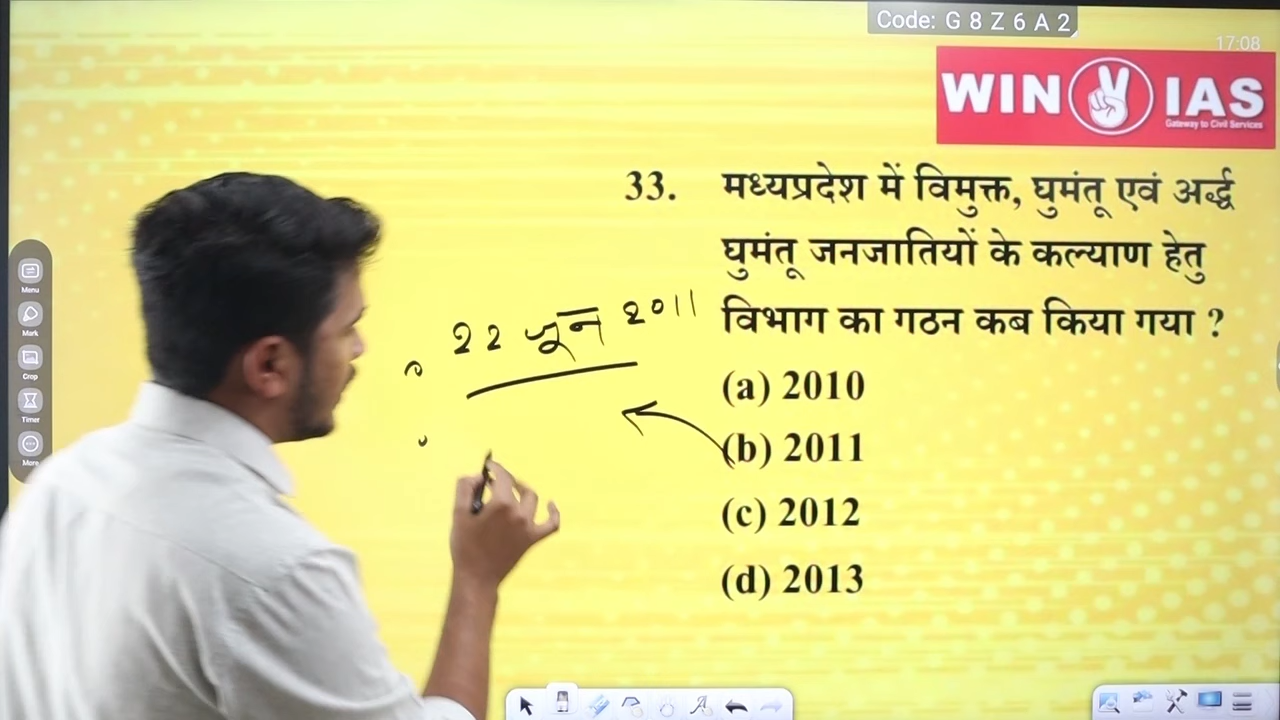 Code: G 8 Z 6 A 2
17:08
WIN IAS
Gateway to Civil Services
33. मध्यप्रदेश में विमुक्त, घुमंतू एवं अर्द्ध
घुमंतू जनजातियों के कल्याण हेतु
विभाग का गठन कब किया गया ?
22 जून 2011
(a) 2010
(b) 2011
(c) 2012
(d) 2013
Menu
Mark
Crop
Timer
More